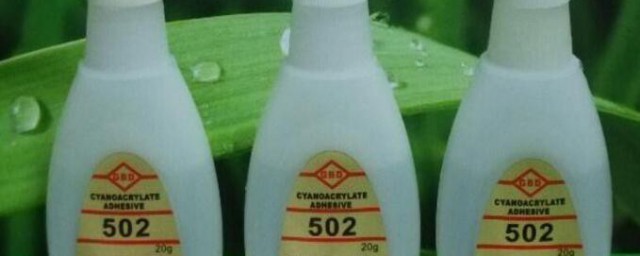 GBD
CYANOACRYLATE
ADHESIVE
502
20g
GBD
CYANOACRYLATE
ADHESIVE
502
20g
GBD
CYANOACRYLATE
ADHESIVE
502
20g